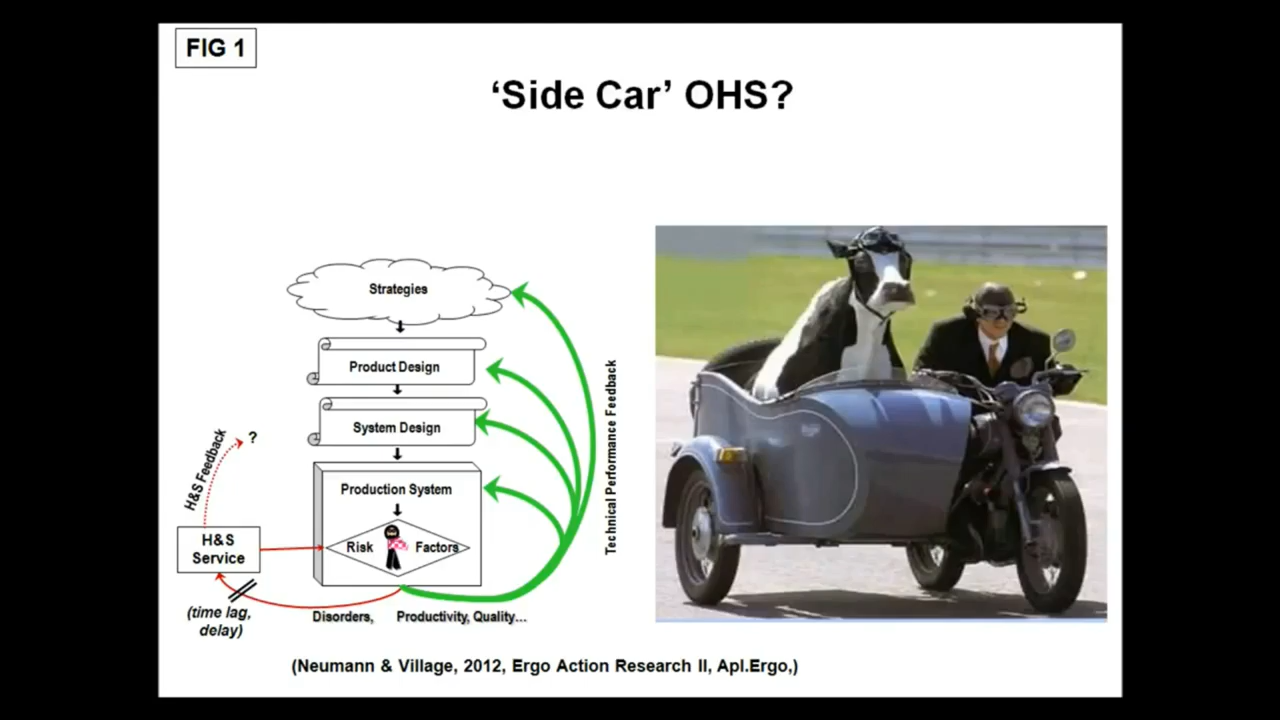 FIG 1
‘Side Car’ OHS?
Strategies
Product Design
System Design
Production System
Risk Factors
H&S Feedback
?
H&S
Service
(time lag,
delay)
Disorders, Productivity, Quality...
Technical Performance Feedback
(Neumann & Village, 2012, Ergo Action Research II, Apl.Ergo,)